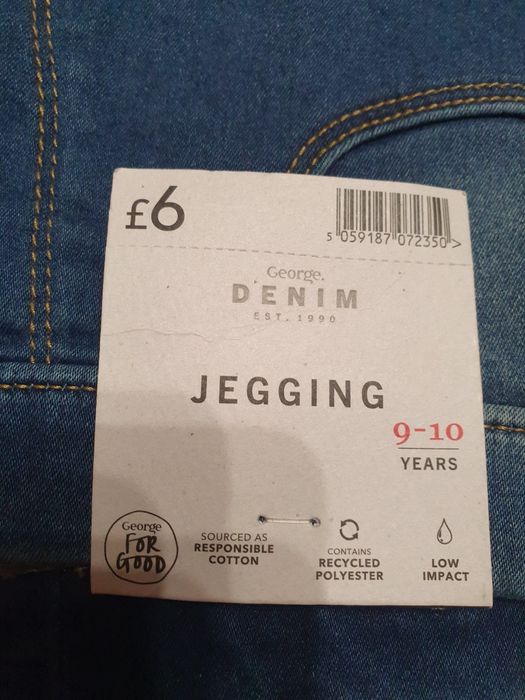 £6
5 059187 072350 >
George.
DENIM
EST. 1990
JEGGING
9-10
YEARS
George
FOR
GOOD
SOURCED AS
RESPONSIBLE
COTTON
CONTAINS
RECYCLED
POLYESTER
LOW
IMPACT